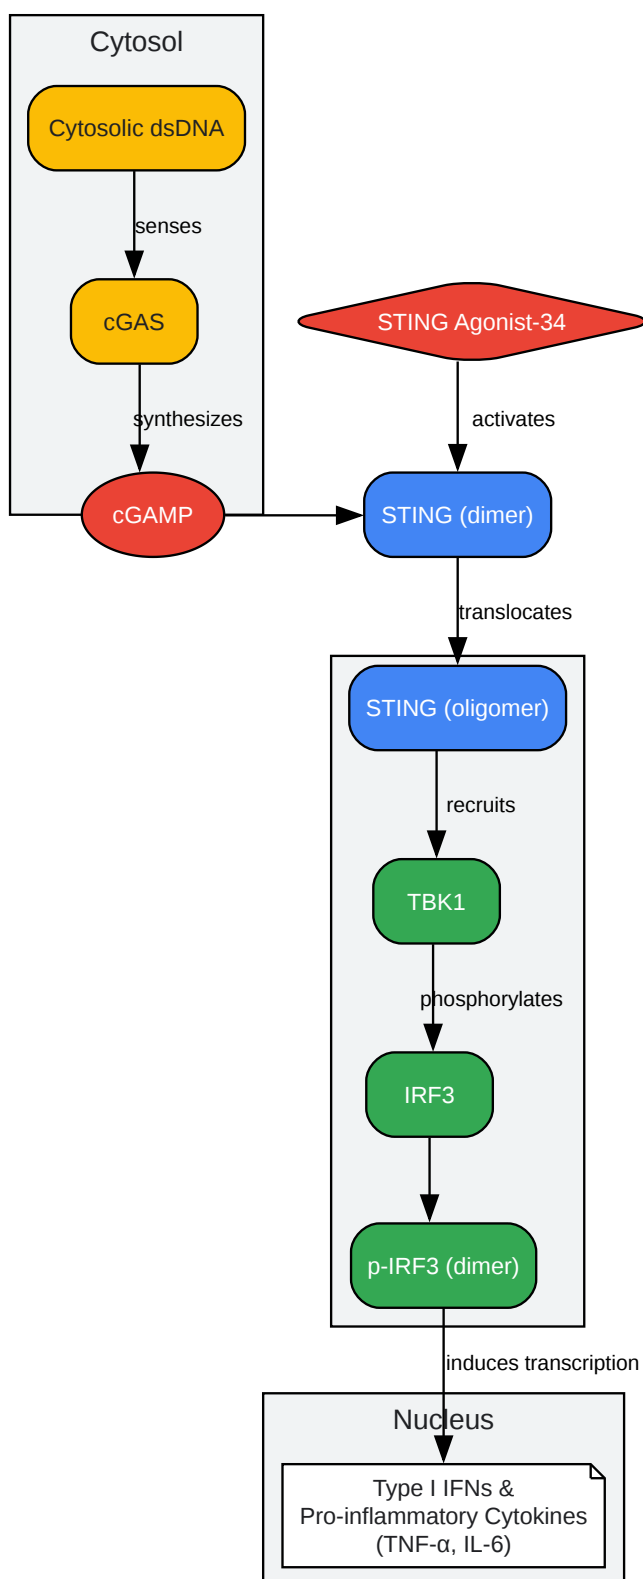 Cytosol
Cytosolic dsDNA
senses
cGAS
STING Agonist-34
synthesizes
activates
cGAMP
STING (dimer)
translocates
STING (oligomer)
recruits
TBK1
phosphorylates
IRF3
p-IRF3 (dimer)
induces transcription
Nucleus
Type I IFNs &
Pro-inflammatory Cytokines
(TNF-α, IL-6)